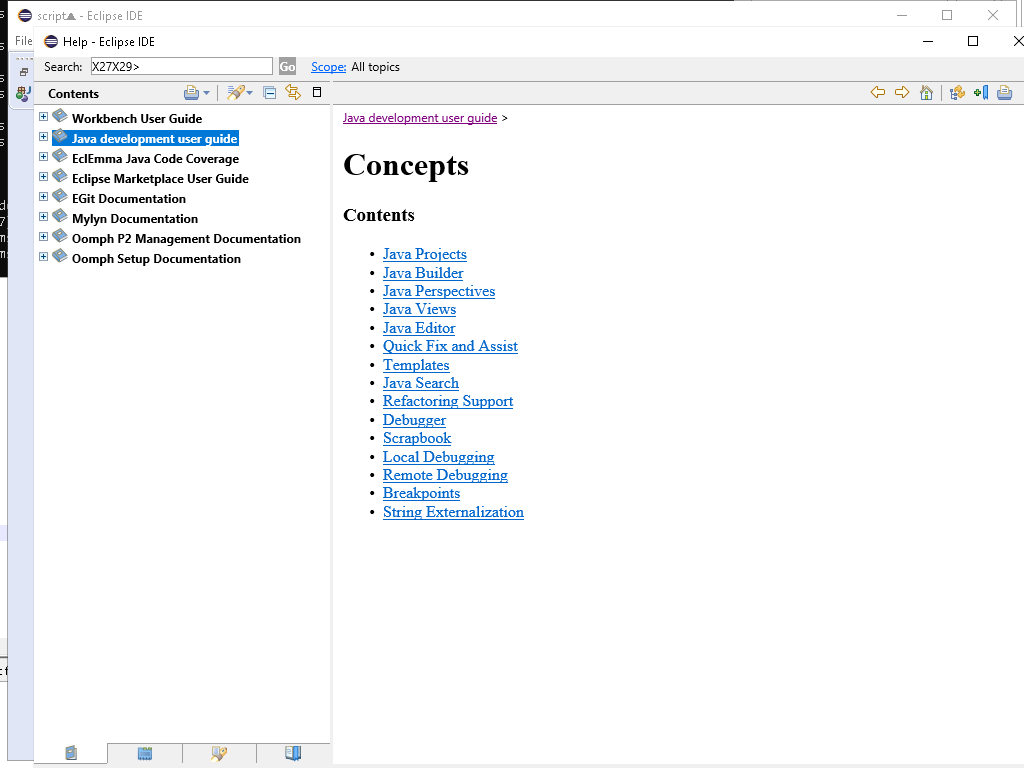 script▲ - Eclipse IDE
File
Help - Eclipse IDE
Search: X27X29> Go Scope: All topics
Contents
Workbench User Guide
Java development user guide
EclEmma Java Code Coverage
Eclipse Marketplace User Guide
EGit Documentation
Mylyn Documentation
Oomph P2 Management Documentation
Oomph Setup Documentation
Java development user guide >
Concepts
Contents
• Java Projects
• Java Builder
• Java Perspectives
• Java Views
• Java Editor
• Quick Fix and Assist
• Templates
• Java Search
• Refactoring Support
• Debugger
• Scrapbook
• Local Debugging
• Remote Debugging
• Breakpoints
• String Externalization